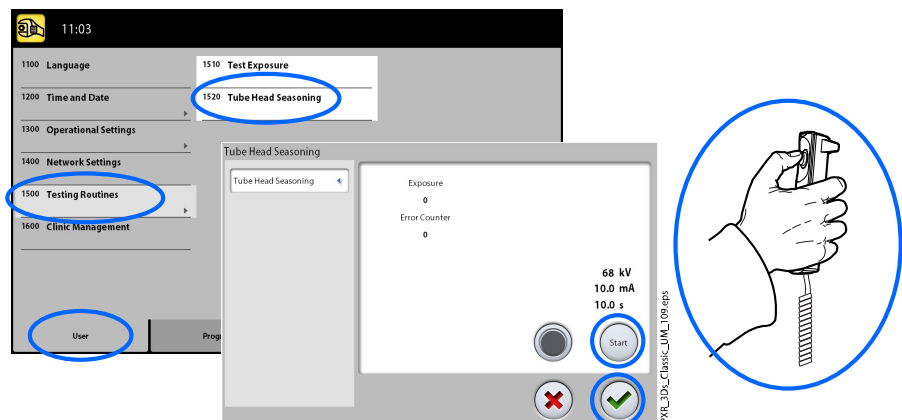 11:03
1100 Language
1200 Time and Date
1300 Operational Settings
1400 Network Settings
1500 Testing Routines
1600 Clinic Management
1510 Test Exposure
1520 Tube Head Seasoning
User
Tube Head Seasoning
Tube Head Seasoning
Exposure
0
Error Counter
0
68 kV
10.0 mA
10.0 s
Start